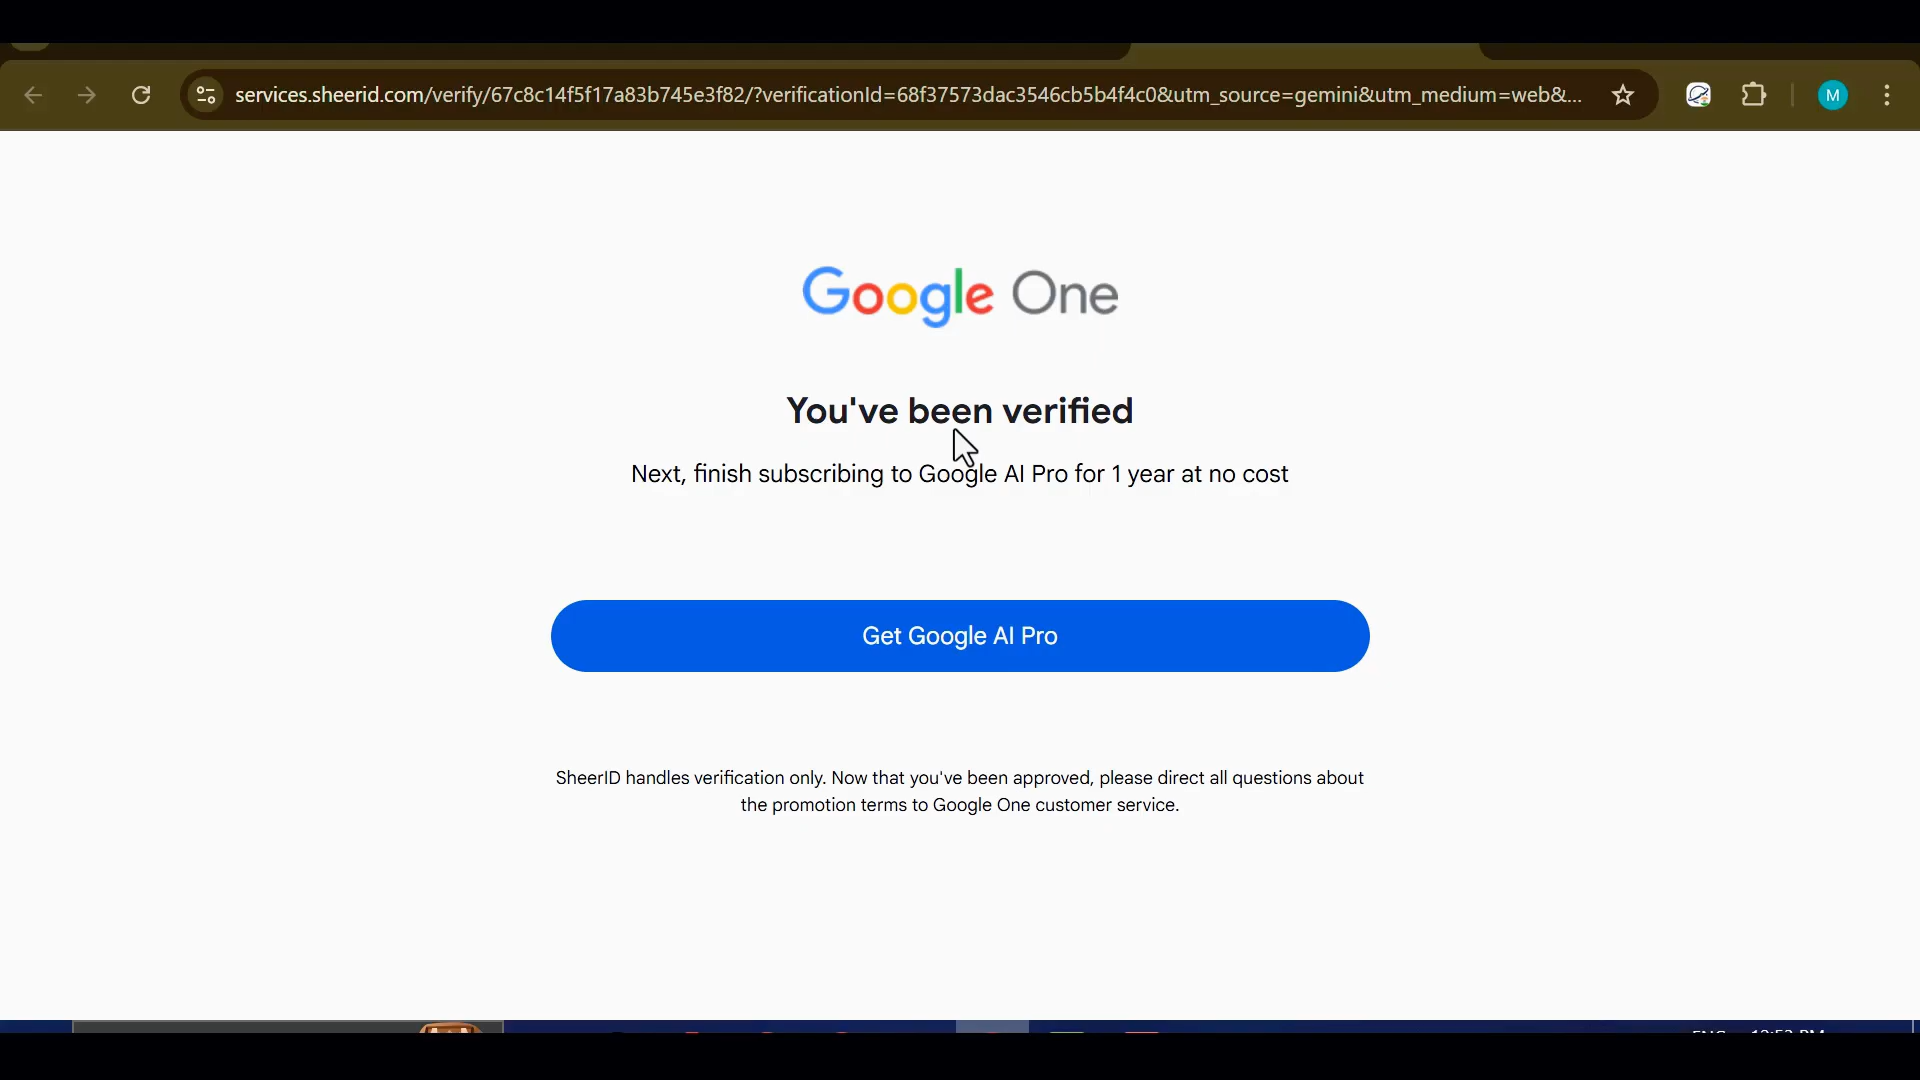 services.sheerid.com/verify/67c8c14f5f17a83b745e3f82/?verificationId=68f37573dac3546cb5b4f4c0&utm_source=gemini&utm_medium=web&...
M
Google One
You've been verified
Next, finish subscribing to Google AI Pro for 1 year at no cost
Get Google AI Pro
SheerID handles verification only. Now that you've been approved, please direct all questions about
the promotion terms to Google One customer service.